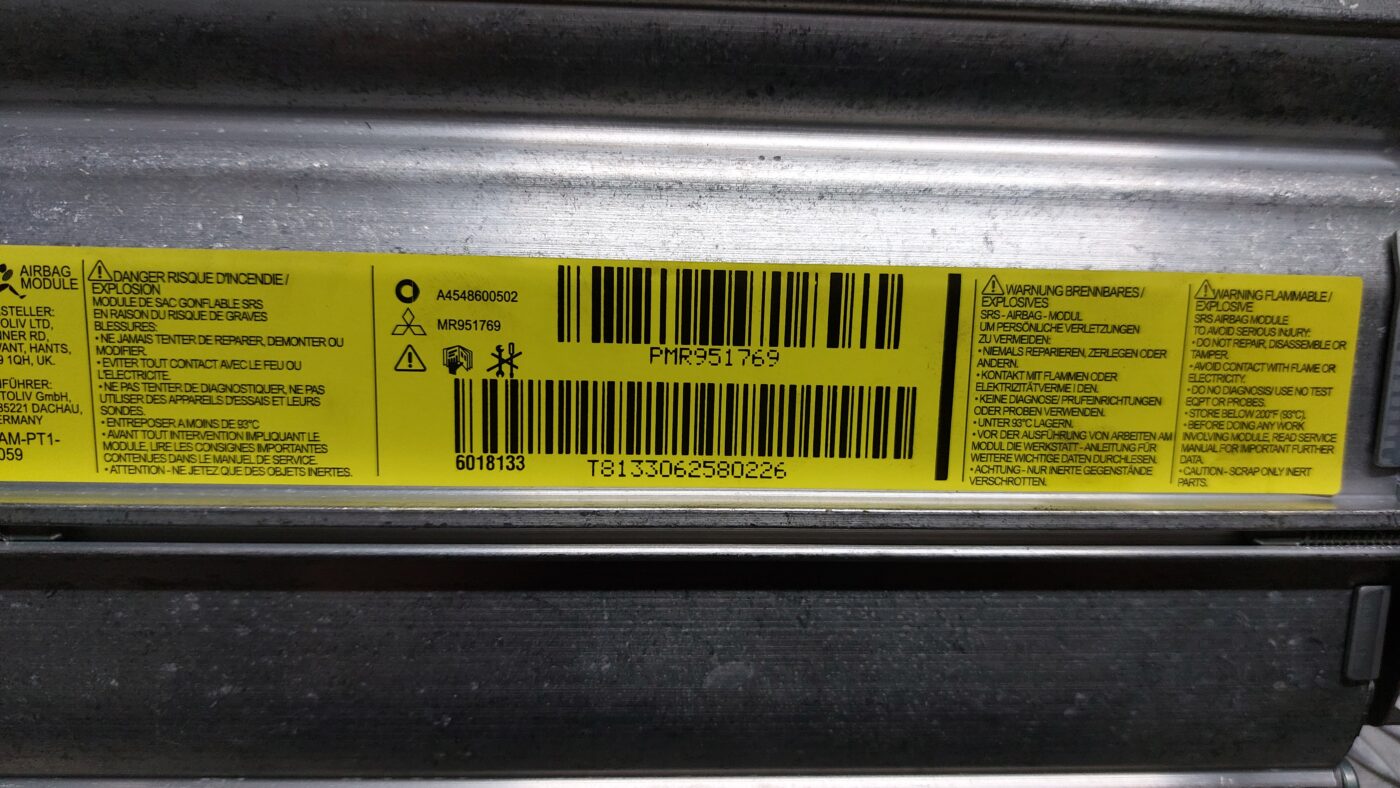 AIRBAG
MODULE
STELLER:
OLIV LTD,
NER RD,
ANT, HANTS,
9 1QH, UK.
FÜHRER:
TOLIV GmbH,
85221 DACHAU,
ERMANY
AM-PT1-
059
DANGER RISQUE D'INCENDIE /
EXPLOSION
MODULE DE SAC GONFLABLE SRS
EN RAISON DU RISQUE DE GRAVES
BLESSURES:
• NE JAMAIS TENTER DE REPARER, DEMONTER OU
MODIFIER.
• EVITER TOUT CONTACT AVEC LE FEU OU
L'ELECTRICITE.
• NE PAS TENTER DE DIAGNOSTIQUER, NE PAS
UTILISER DES APPAREILS D'ESSAIS ET LEURS
SONDES.
• ENTREPOSER A MOINS DE 93°C
• AVANT TOUT INTERVENTION IMPLIQUANT LE
MODULE, LIRE LES CONSIGNES IMPORTANTES
CONTENUES DANS LE MANUEL DE SERVICE.
• ATTENTION - NE JETEZ QUE DES OBJETS INERTES.
A4548600502
MR951769
PMR951769
6018133
T8133062580226
WARNUNG BRENNBARES /
EXPLOSIVES
SRS - AIRBAG - MODUL
UM PERSÖNLICHE VERLETZUNGEN
ZU VERMEIDEN:
• NIEMALS REPARIEREN, ZERLEGEN ODER
ANDERN.
• KONTAKT MIT FLAMMEN ODER
ELEKTRIZITÄT VERMEIDEN.
• KEINE DIAGNOSE/ PRUFEINRICHTUNGEN
ODER PROBEN VERWENDEN.
• UNTER 93°C LAGERN.
• VOR DER AUSFÜHRUNG VON ARBEITEN AM
MODUL DIE WERKSTATT - ANLEITUNG FÜR
WEITERE WICHTIGE DATEN DURCHLESEN.
• ACHTUNG - NUR INERTE GEGENSTÄNDE
VERSCHROTTEN.
WARNING FLAMMABLE /
EXPLOSIVE
SRS AIRBAG MODULE
TO AVOID SERIOUS INJURY:
• DO NOT REPAIR, DISASSEMBLE OR
TAMPER.
• AVOID CONTACT WITH FLAME OR
ELECTRICITY.
• DO NO DIAGNOSIS/ USE NO TEST
EQPT OR PROBES.
• STORE BELOW 200°F (93°C).
• BEFORE DOING ANY WORK
INVOLVING MODULE, READ SERVICE
MANUAL FOR IMPORTANT FURTHER
DATA.
• CAUTION - SCRAP ONLY INERT
PARTS.